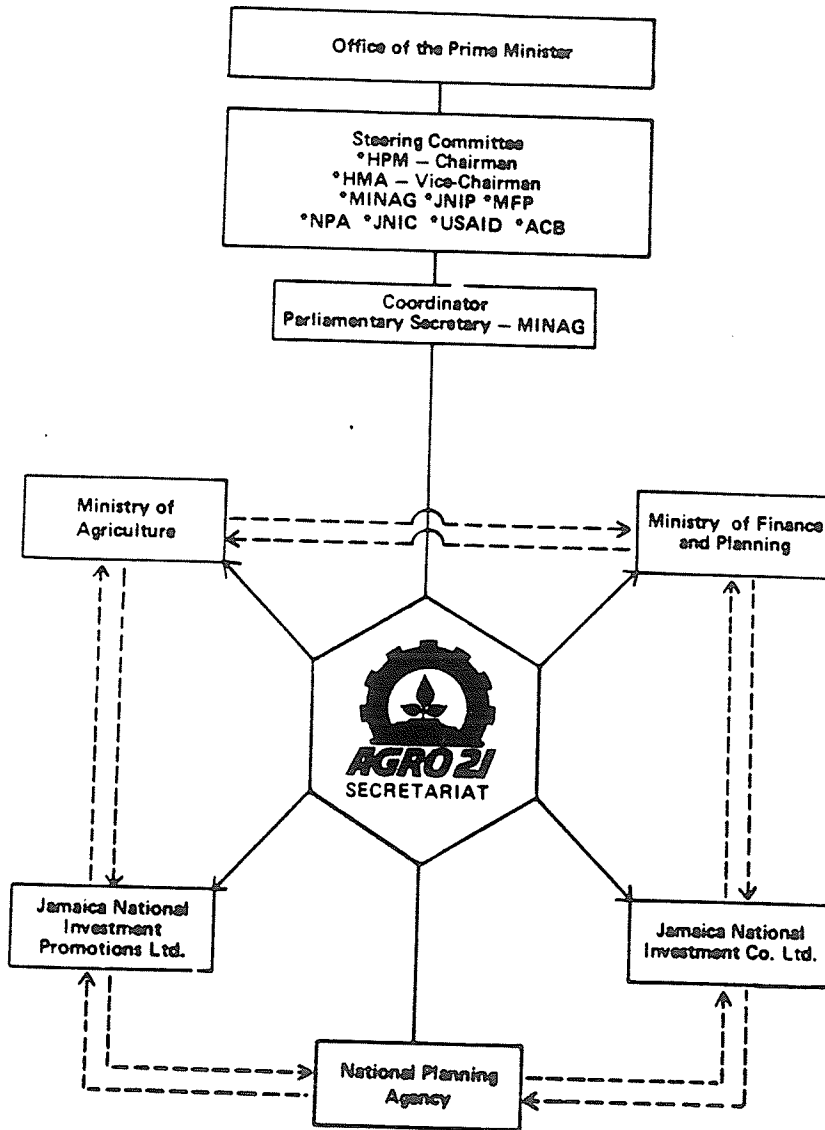 Office of the Prime Minister
Steering Committee
*HPM – Chairman
*HMA – Vice-Chairman
*MINAG *JNIP *MFP
*NPA *JNIC *USAID *ACB
Coordinator
Parliamentary Secretary – MINAG
Ministry of
Agriculture
Ministry of Finance
and Planning
AGRO 21
SECRETARIAT
Jamaica National
Investment
Promotions Ltd.
Jamaica National
Investment Co. Ltd.
National Planning
Agency